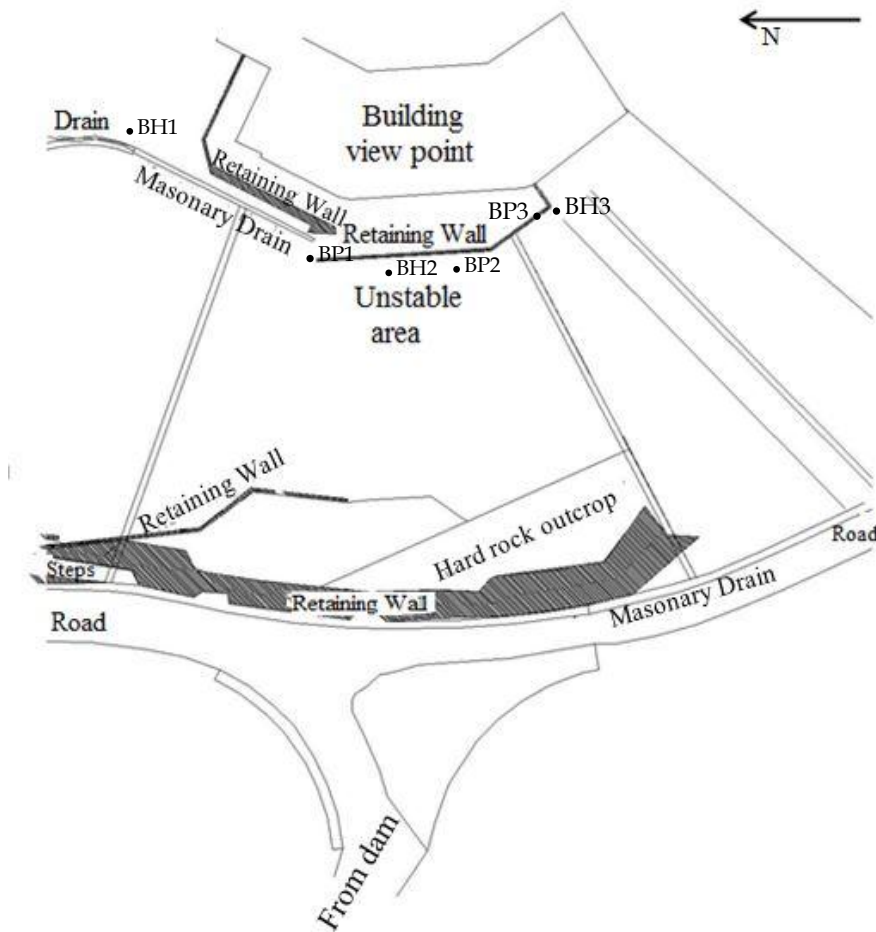 N
Building
view point
Drain
BH1
Retaining Wall
Masonary Drain
BP3
BH3
Retaining Wall
BP1
BH2
BP2
Unstable
area
Retaining Wall
Hard rock outcrop
Road
Steps
Retaining Wall
Masonary Drain
Road
From dam